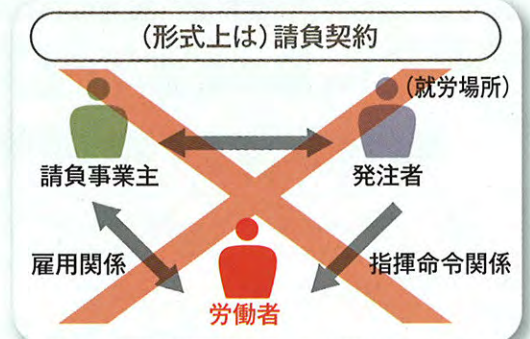 (形式上は)請負契約
(就労場所)
請負事業主
発注者
雇用関係
指揮命令関係
労働者